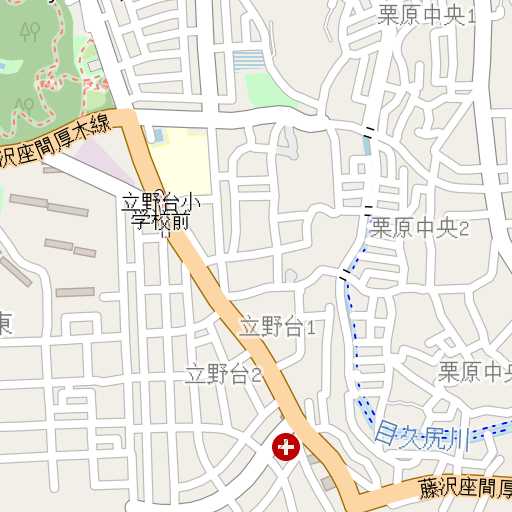 栗原中央1
沢座間厚木線
立野台小
学校前
栗原中央2
東
立野台1
立野台2
栗原中央
目久尻川
藤沢座間厚